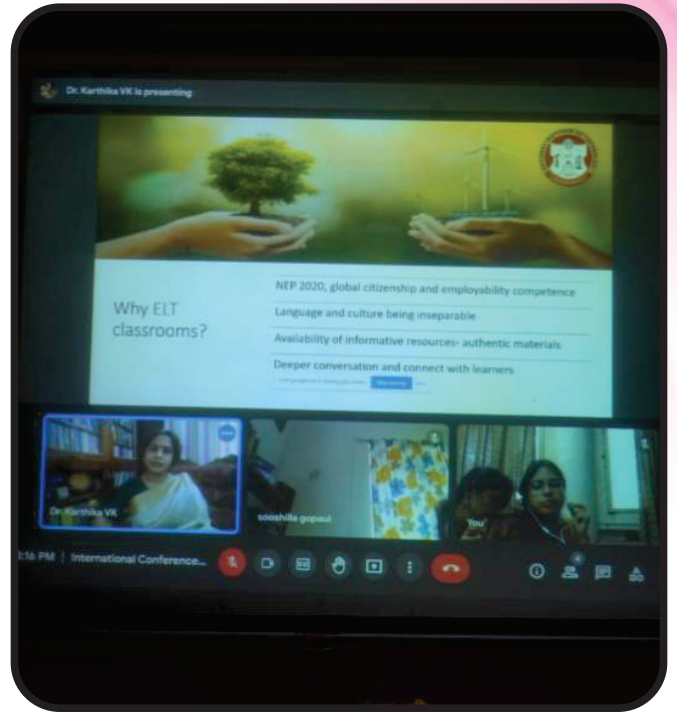 Dr. Karthika VK is presenting
Why ELT
classrooms?
NEP 2020, global citizenship and employability competence
Language and culture being inseparable
Availability of informative resources- authentic materials
Deeper conversation and connect with learners
Dr. Karthika VK
sooshilla gopaul
You
:16 PM | International Conference...